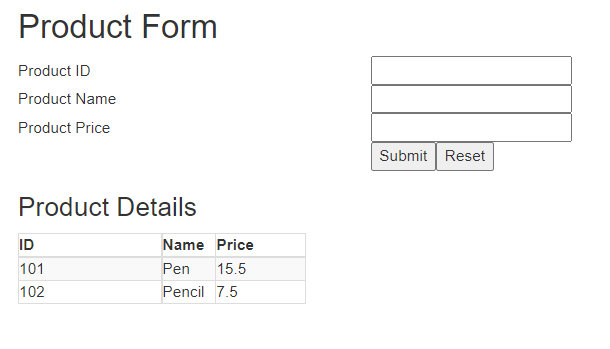 Product Form
Product ID
Product Name
Product Price
Submit Reset
Product Details
ID Name Price
101 Pen 15.5
102 Pencil 7.5